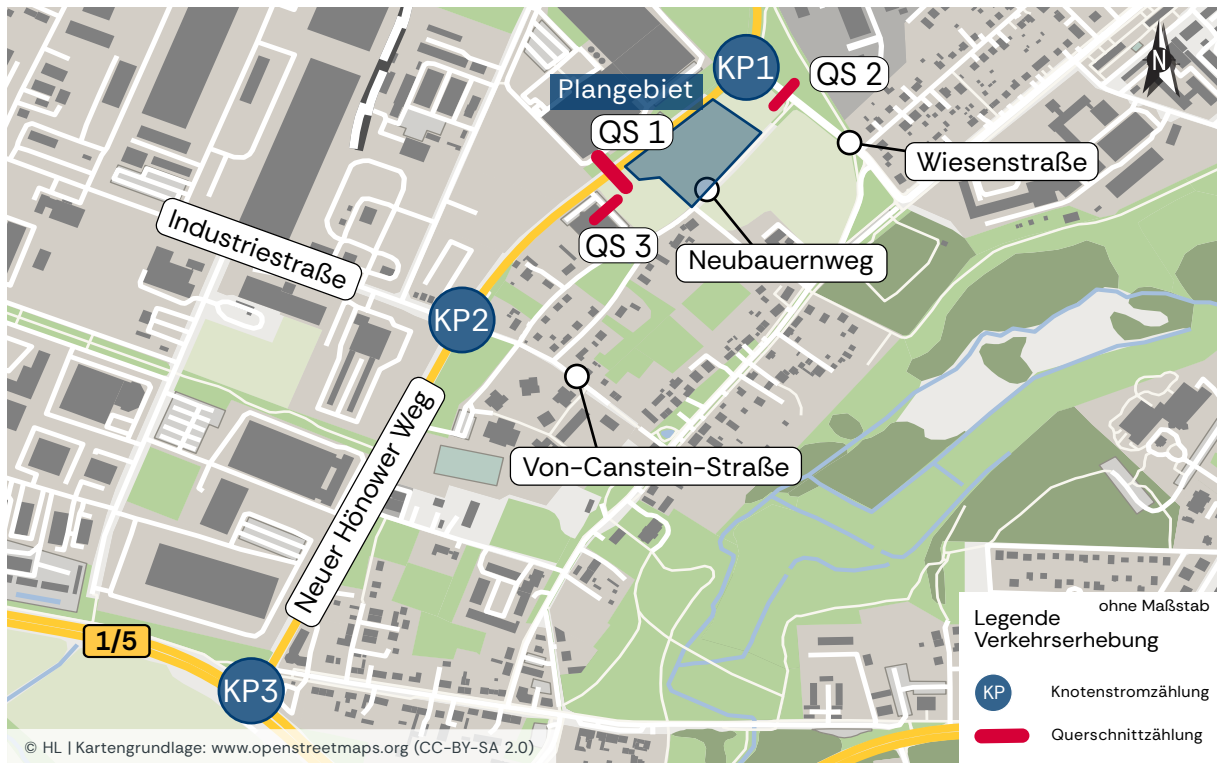 N
KP1
QS 2
Plangebiet
QS 1
Wiesenstraße
Industriestraße
QS 3
Neubauernweg
KP2
Neuer Hönower Weg
Von-Canstein-Straße
1/5
KP3
ohne Maßstab
Legende
Verkehrserhebung
KP Knotenstromzählung
Querschnittzählung
© HL | Kartengrundlage: www.openstreetmaps.org (CC-BY-SA 2.0)